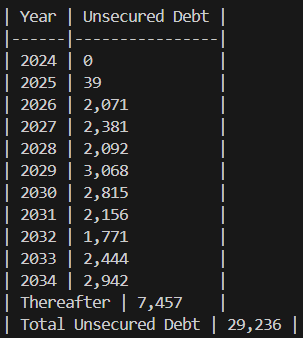 | Year | Unsecured Debt |
|------|----------------|
| 2024 | 0 |
| 2025 | 39 |
| 2026 | 2,071 |
| 2027 | 2,381 |
| 2028 | 2,092 |
| 2029 | 3,068 |
| 2030 | 2,815 |
| 2031 | 2,156 |
| 2032 | 1,771 |
| 2033 | 2,444 |
| 2034 | 2,942 |
| Thereafter | 7,457 |
| Total Unsecured Debt | 29,236 |